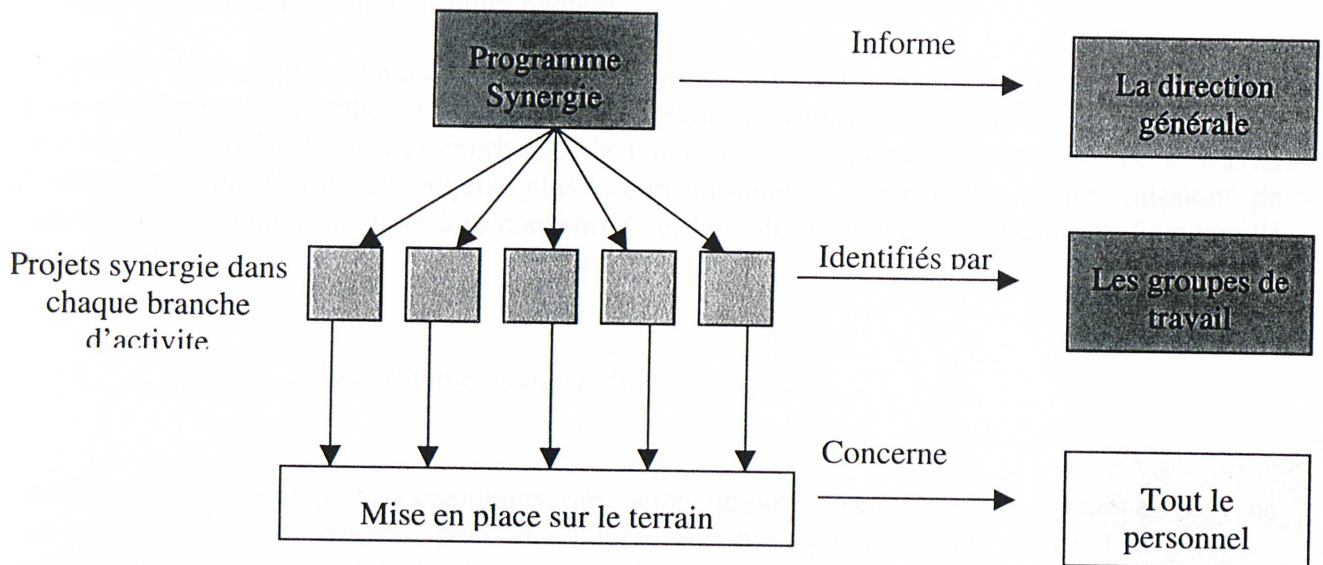 Programme
Synergie
Informe
La direction
générale
Projets synergie dans
chaque branche
d'activite
Identifiés par
Les groupes de
travail
Mise en place sur le terrain
Concerne
Tout le
personnel